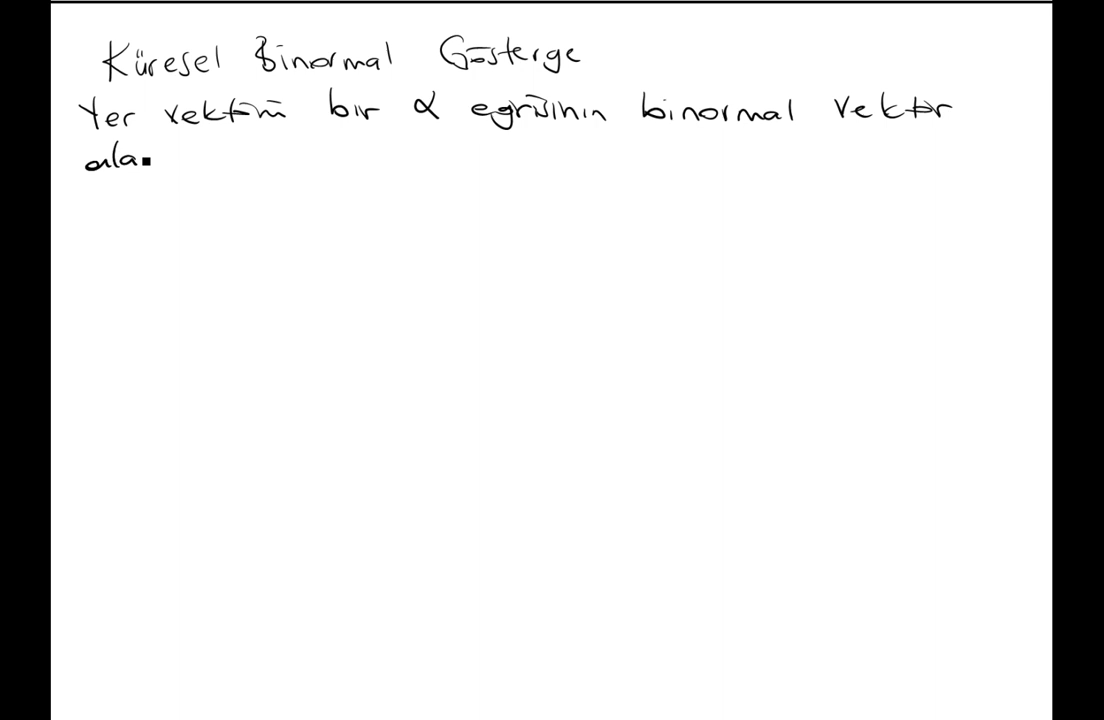 Küresel Binormal Gösterge
Yer vektörü bir α eğrisinin binormal vektör
ala